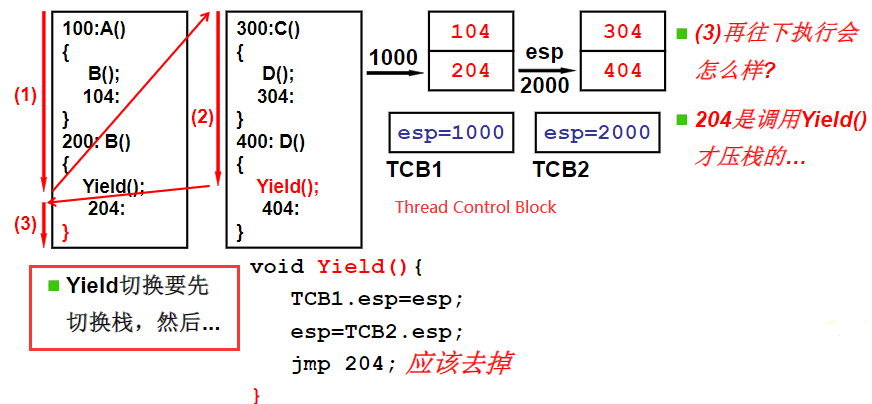 100:A()
{
B();
104:
}
200: B()
{
Yield();
204:
}
(1)
(3)
300:C()
{
D();
304:
}
400: D()
{
Yield();
404:
}
(2)
1000
104
204
esp
2000
304
404
esp=1000
esp=2000
TCB1
TCB2
Thread Control Block
(3)再往下执行会
怎么样?
204是调用Yield()
才压栈的...
Yield切换要先
切换栈，然后...
void Yield(){
TCB1.esp=esp;
esp=TCB2.esp;
jmp 204; 应该去掉
}